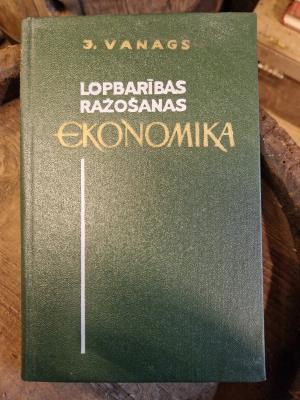 J. VANAGS
LOPBARĪBAS
RAŽOŠANAS
EKONOMIKA